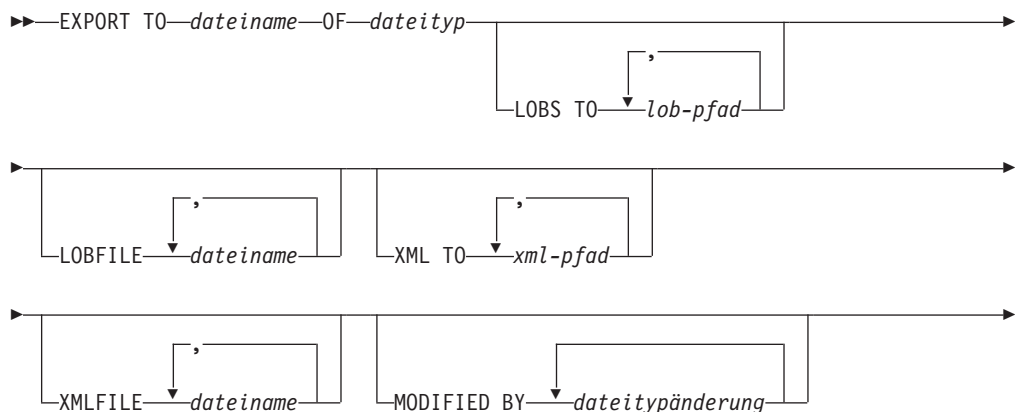 EXPORT TO dateiname OF dateityp
,
LOBS TO lob-pfad
, ,
LOBFILE dateiname XML TO xml-pfad
,
XMLFILE dateiname MODIFIED BY dateitypänderung